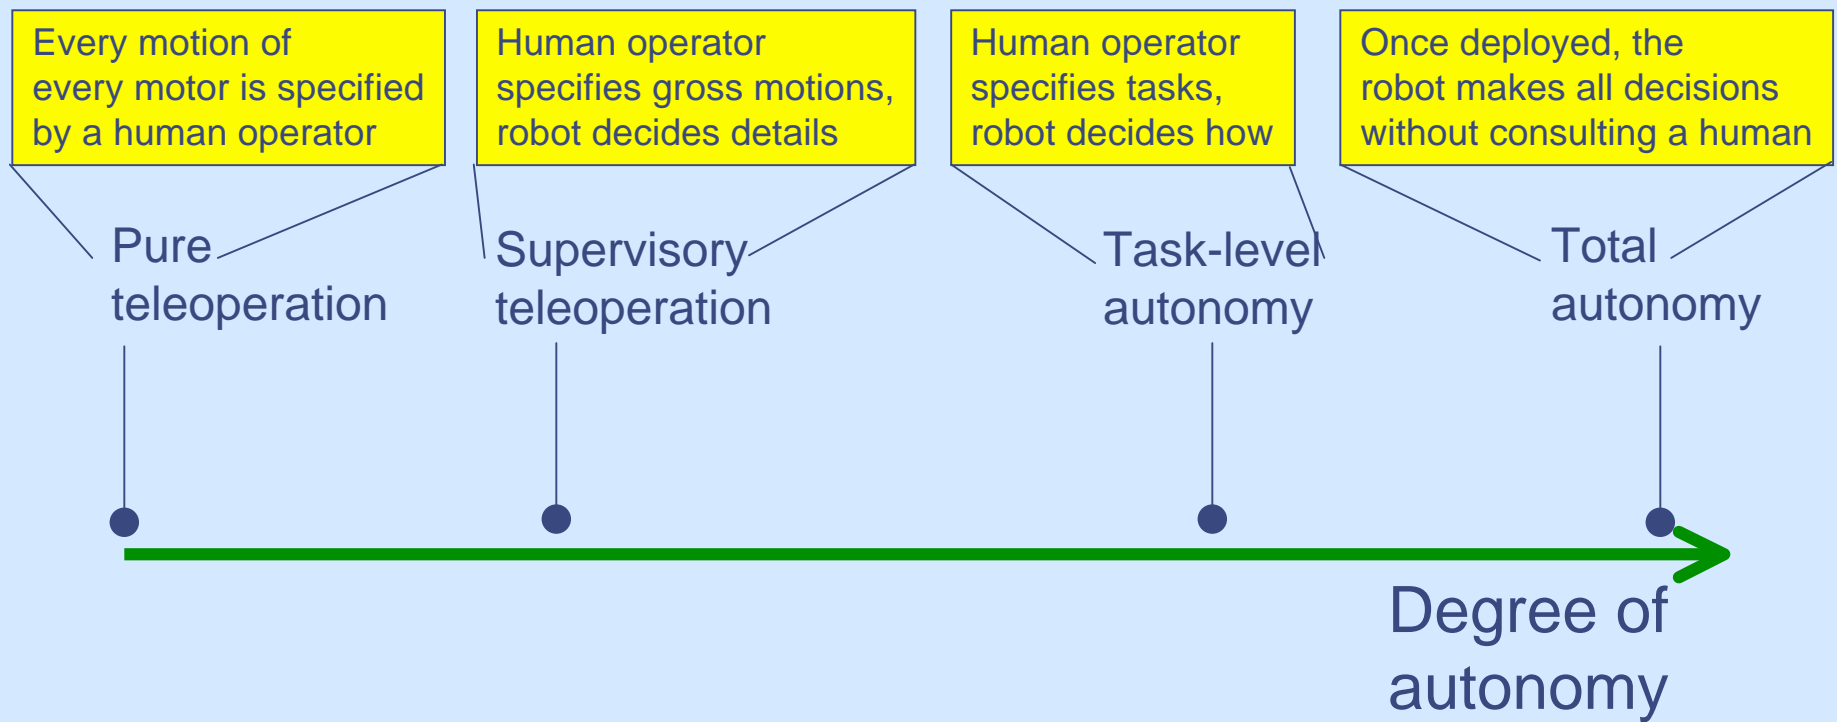 Every motion of
every motor is specified
by a human operator
Human operator
specifies gross motions,
robot decides details
Human operator
specifies tasks,
robot decides how
Once deployed, the
robot makes all decisions
without consulting a human
Pure
teleoperation
Supervisory
teleoperation
Task-level
autonomy
Total
autonomy
Degree of
autonomy